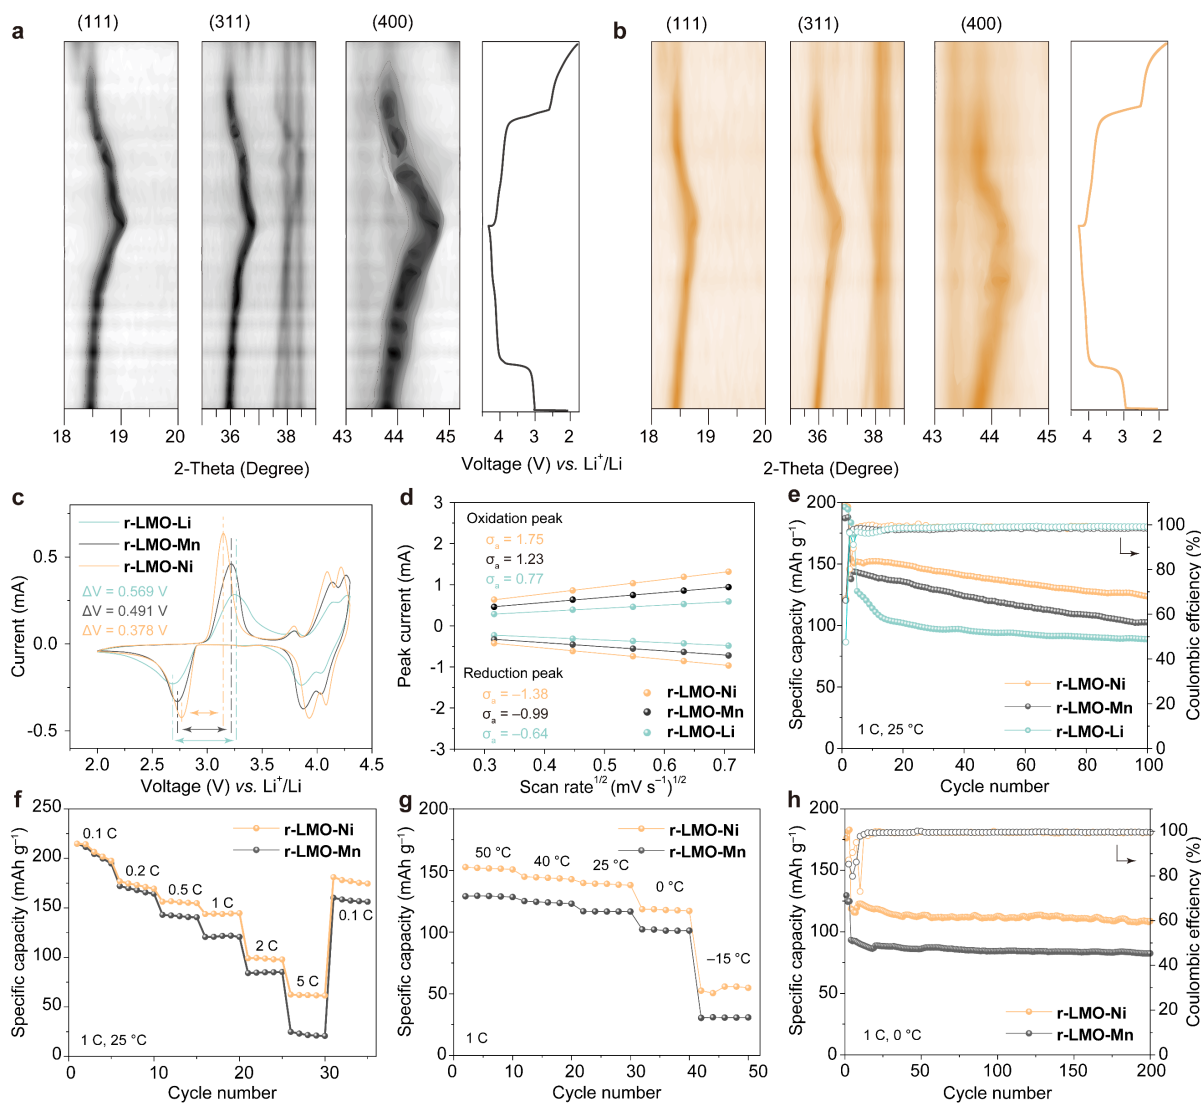 a
(111)
(311)
(400)
b
(111)
(311)
(400)
18 19 20
36 38
43 44 45
4 3 2
18 19 20
36 38
43 44 45
4 3 2
2-Theta (Degree)
Voltage (V) vs. Li⁺/Li
2-Theta (Degree)
c
r-LMO-Li
r-LMO-Mn
r-LMO-Ni
ΔV = 0.569 V
ΔV = 0.491 V
ΔV = 0.378 V
Current (mA)
0.5
0.0
-0.5
2.0 2.5 3.0 3.5 4.0 4.5
Voltage (V) vs. Li⁺/Li
d
Oxidation peak
σₐ = 1.75
σₐ = 1.23
σₐ = 0.77
Reduction peak
σₐ = –1.38
σₐ = –0.99
σₐ = –0.64
r-LMO-Ni
r-LMO-Mn
r-LMO-Li
Peak current (mA)
3
2
1
0
-1
-2
-3
0.3 0.4 0.5 0.6 0.7 0.8
Scan rate¹ᐟ² (mV s⁻¹)¹ᐟ²
e
Specific capacity (mAh g⁻¹)
200
150
100
50
0
r-LMO-Ni
r-LMO-Mn
r-LMO-Li
1 C, 25 °C
0 20 40 60 80 100
Cycle number
100
80
60
40
20
0
Coulombic effciency (%)
f
Specific capacity (mAh g⁻¹)
250
200
150
100
50
0
r-LMO-Ni
r-LMO-Mn
0.1 C
0.2 C
0.5 C
1 C
2 C
5 C
0.1 C
1 C, 25 °C
0 10 20 30
Cycle number
g
Specific capacity (mAh g⁻¹)
200
150
100
50
0
r-LMO-Ni
r-LMO-Mn
50 °C
40 °C
25 °C
0 °C
–15 °C
1 C
0 10 20 30 40 50
Cycle number
h
Specific capacity (mAh g⁻¹)
200
150
100
50
0
r-LMO-Ni
r-LMO-Mn
1 C, 0 °C
0 50 100 150 200
Cycle number
100
80
60
40
20
0
Coulombic effciency (%)